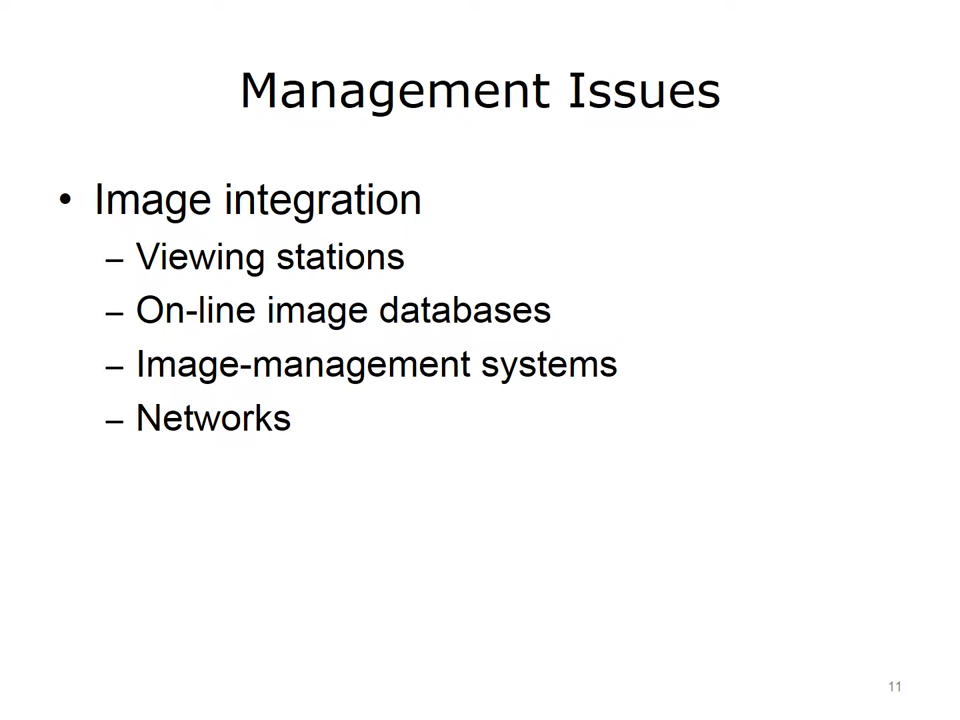 Management Issues
• Image integration
– Viewing stations
– On-line image databases
– Image-management systems
– Networks
11